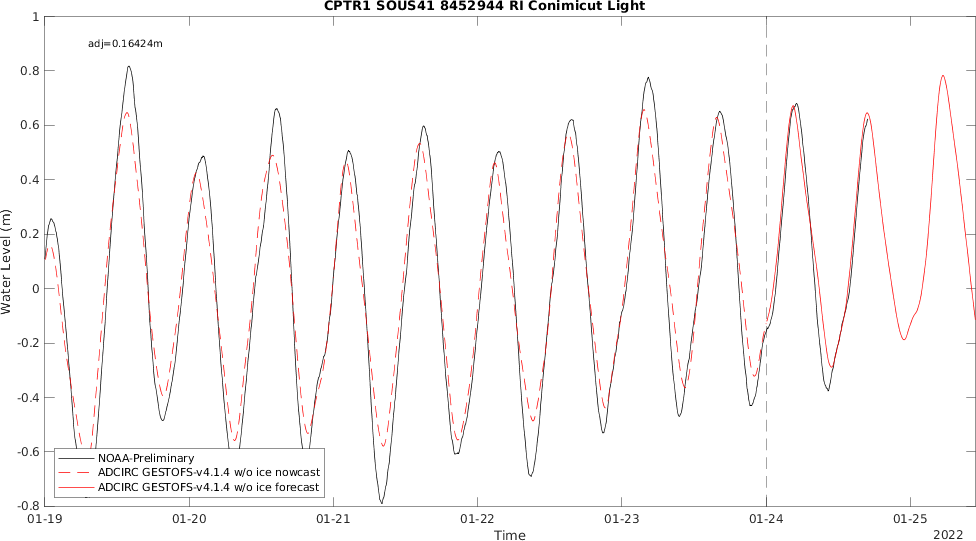 CPTR1 SOUS41 8452944 RI Conimicut Light
adj=0.16424m
1
0.8
0.6
0.4
0.2
0
-0.2
-0.4
-0.6
-0.8
Water Level (m)
NOAA-Preliminary
ADCIRC GESTOFS-v4.1.4 w/o ice nowcast
ADCIRC GESTOFS-v4.1.4 w/o ice forecast
01-19 01-20 01-21 01-22 01-23 01-24 01-25
Time
2022